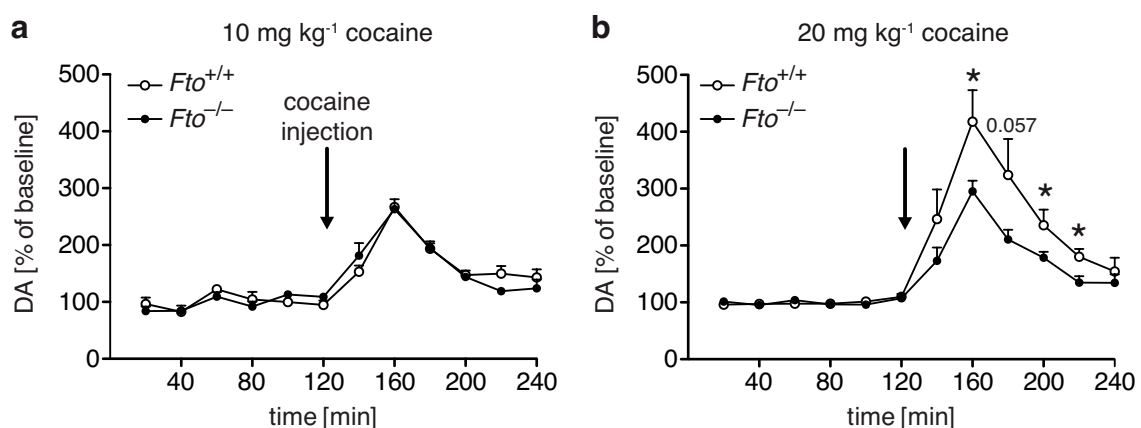 a
10 mg kg⁻¹ cocaine
500
400
300
200
100
0
DA [% of baseline]
Fto+/+
Fto–/–
cocaine
injection
40
80
120
160
200
240
time [min]
b
20 mg kg⁻¹ cocaine
500
400
300
200
100
0
DA [% of baseline]
Fto+/+
Fto–/–
*
0.057
*
*
40
80
120
160
200
240
time [min]